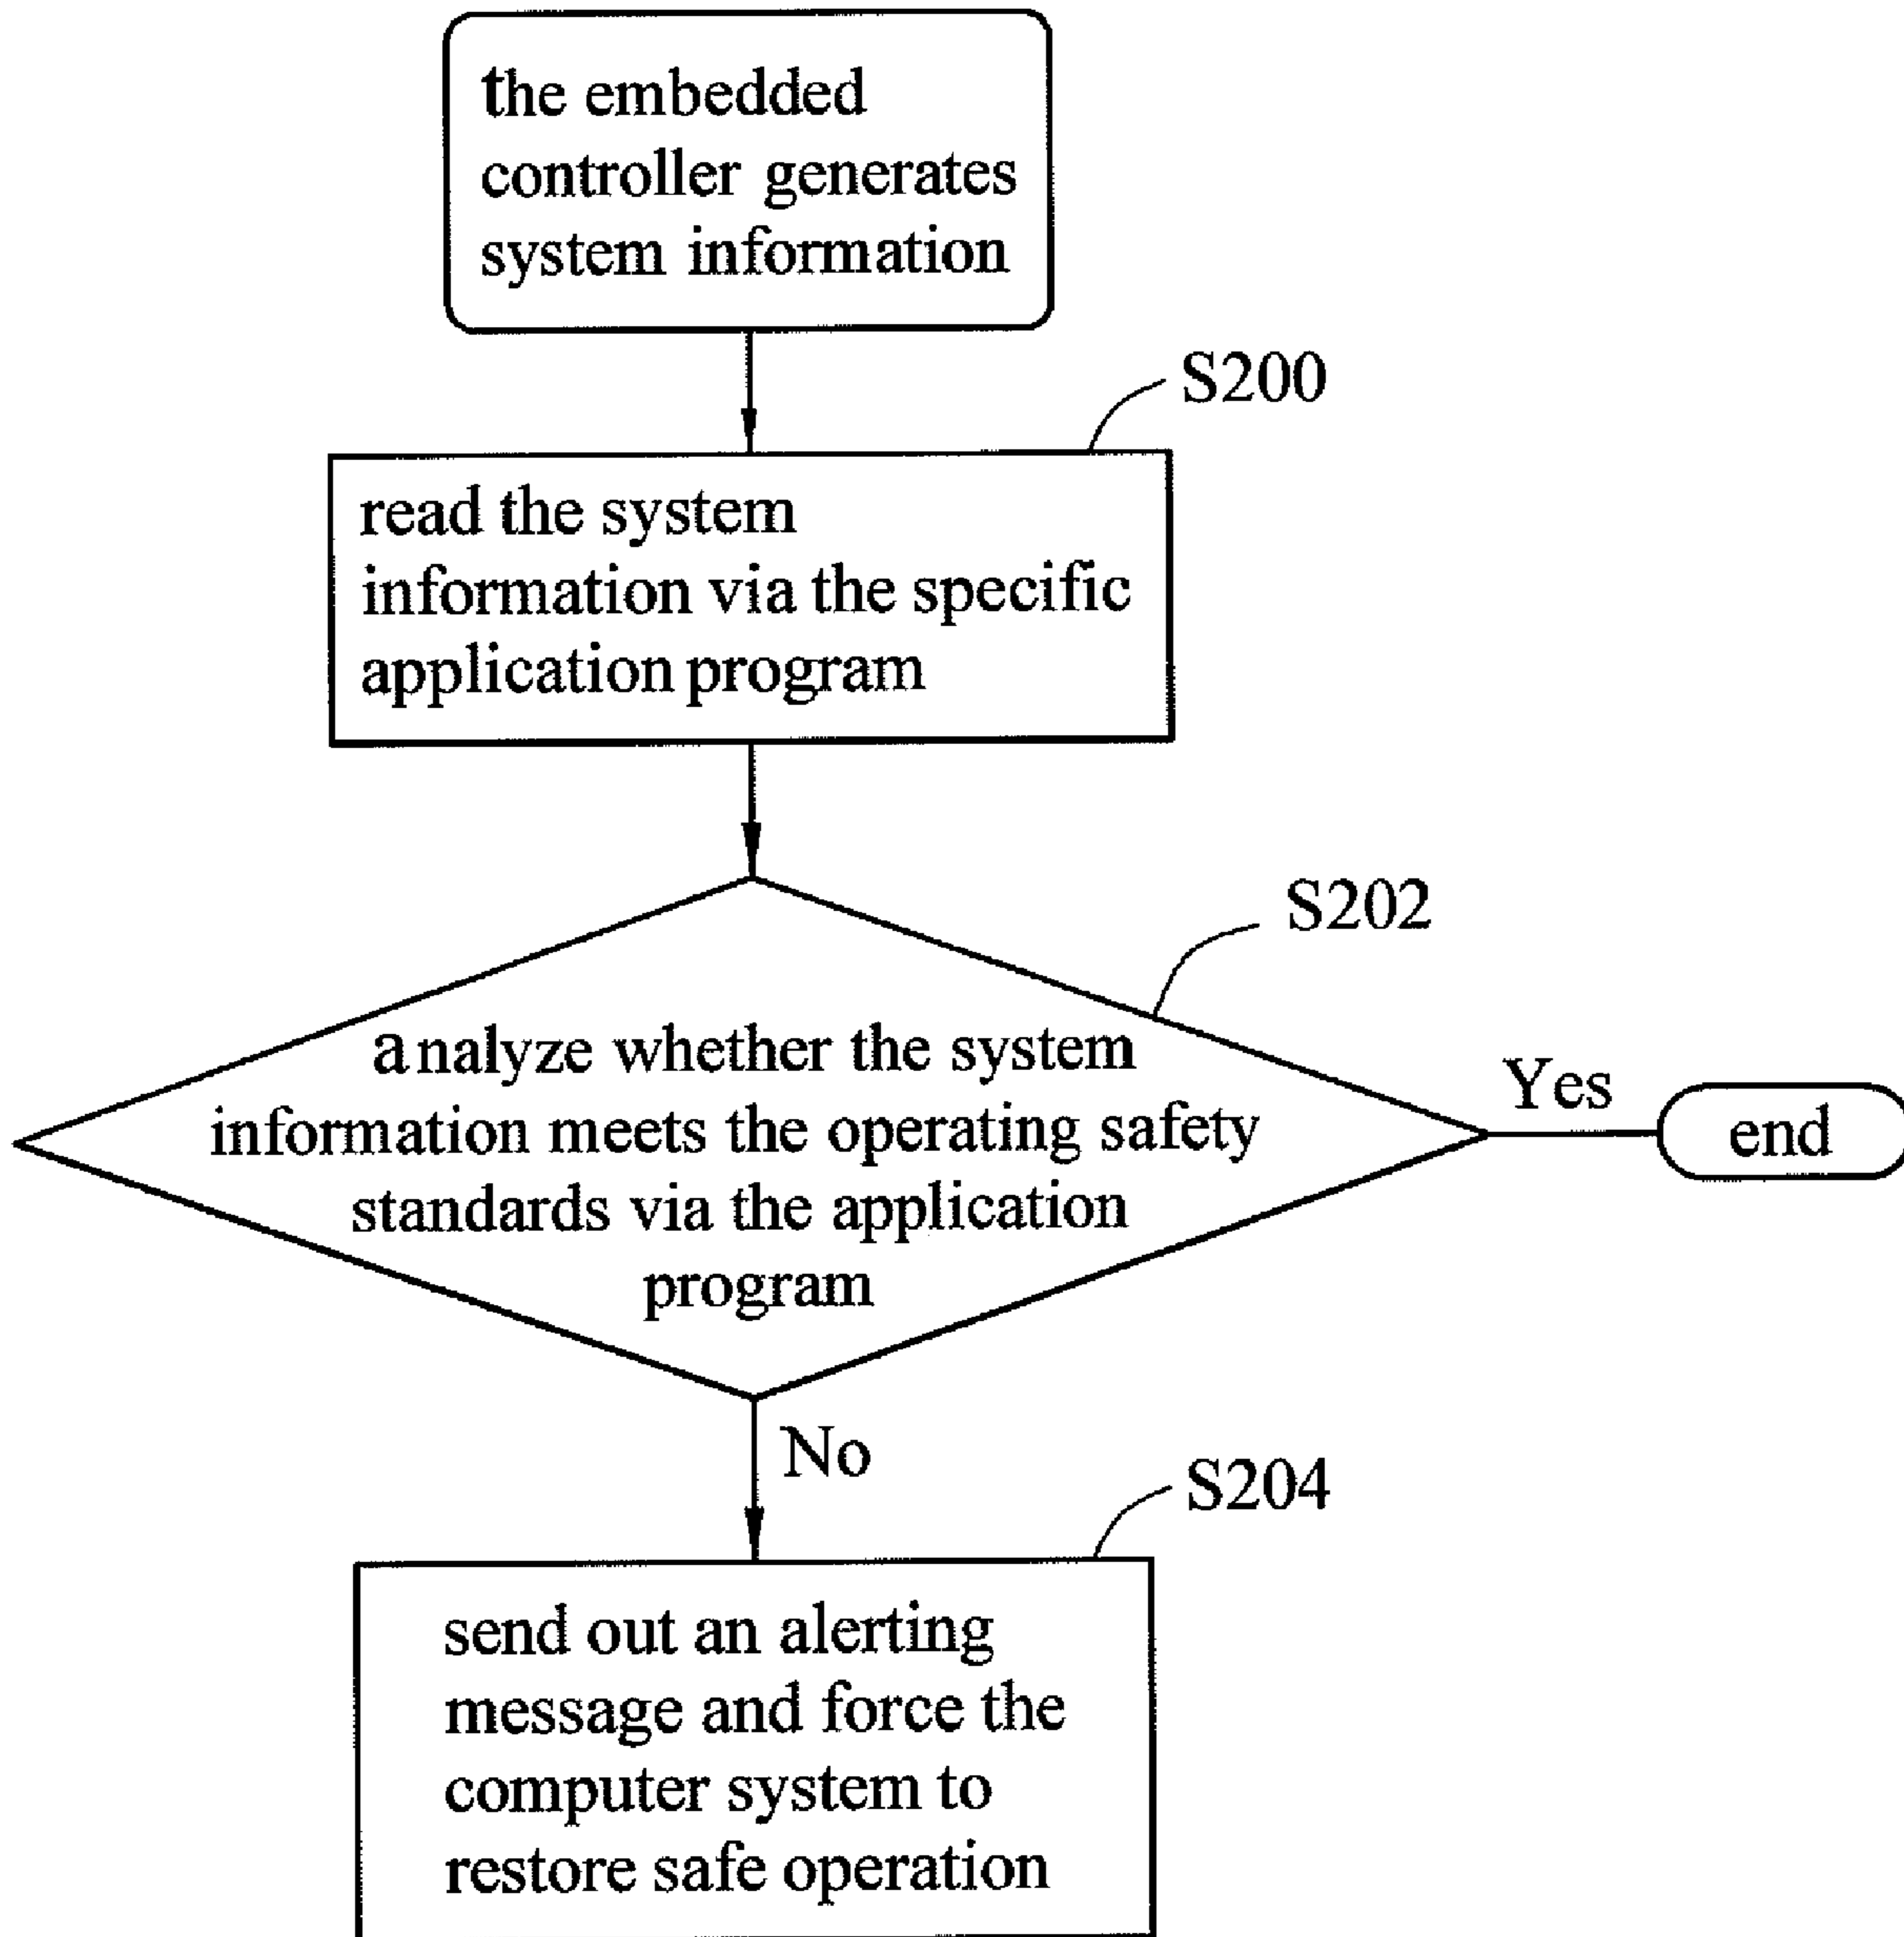 the embedded
controller generates
system information
S200
read the system
information via the specific
application program
S202
analyze whether the system
information meets the operating safety
standards via the application
program
Yes
end
No
S204
send out an alerting
message and force the
computer system to
restore safe operation